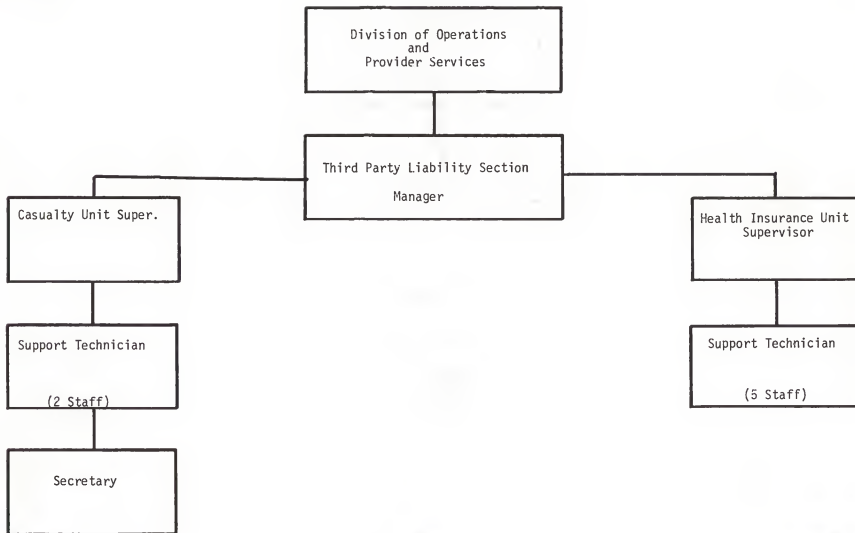 Division of Operations
and
Provider Services
Third Party Liability Section
Manager
Casualty Unit Super.
Health Insurance Unit
Supervisor
Support Technician
(2 Staff)
Support Technician
(5 Staff)
Secretary